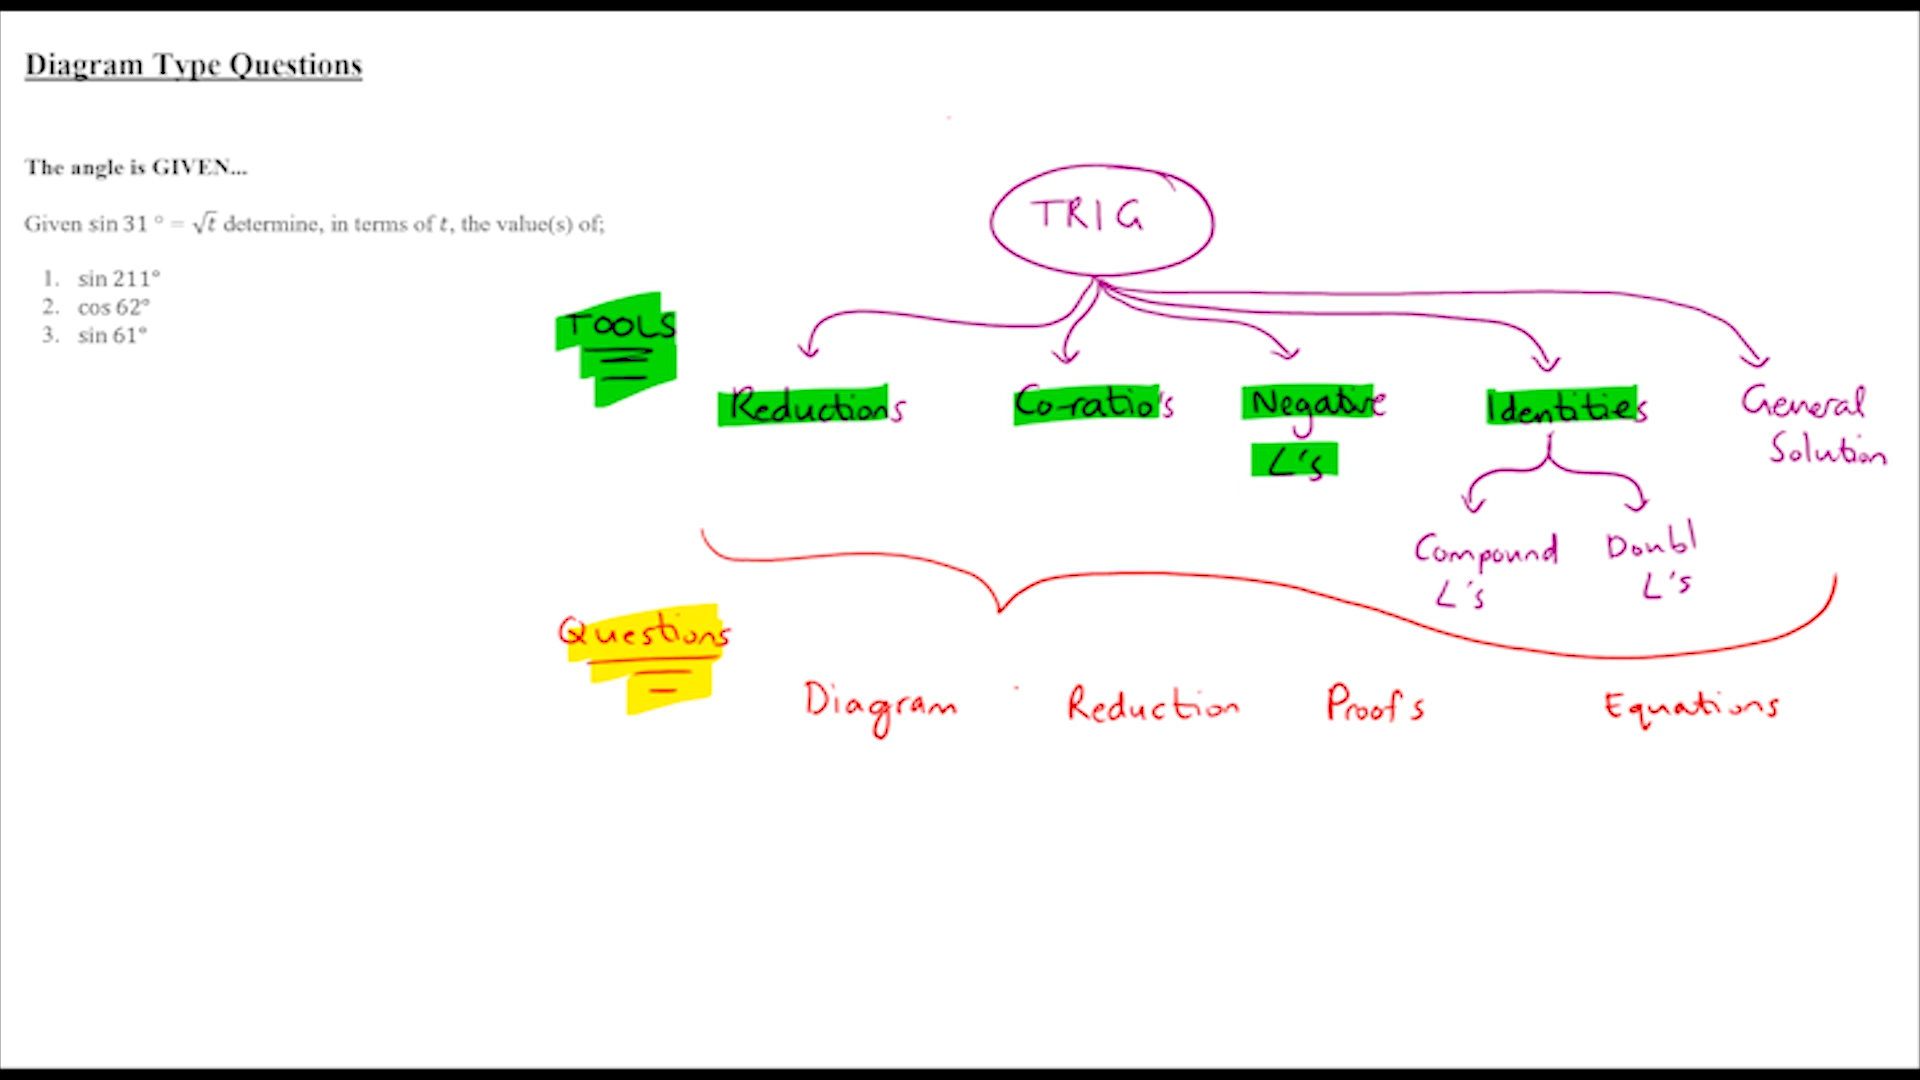 Diagram Type Questions
The angle is GIVEN...
Given sin 31 ° = √t determine, in terms of t, the value(s) of;
1. sin 211°
2. cos 62°
3. sin 61°
TRIG
TOOLS
Reductions
Co-ratio's
Negative
L's
Identities
General
Solution
Compound
L's
Doubl
L's
Questions
Diagram
Reduction
Proofs
Equations